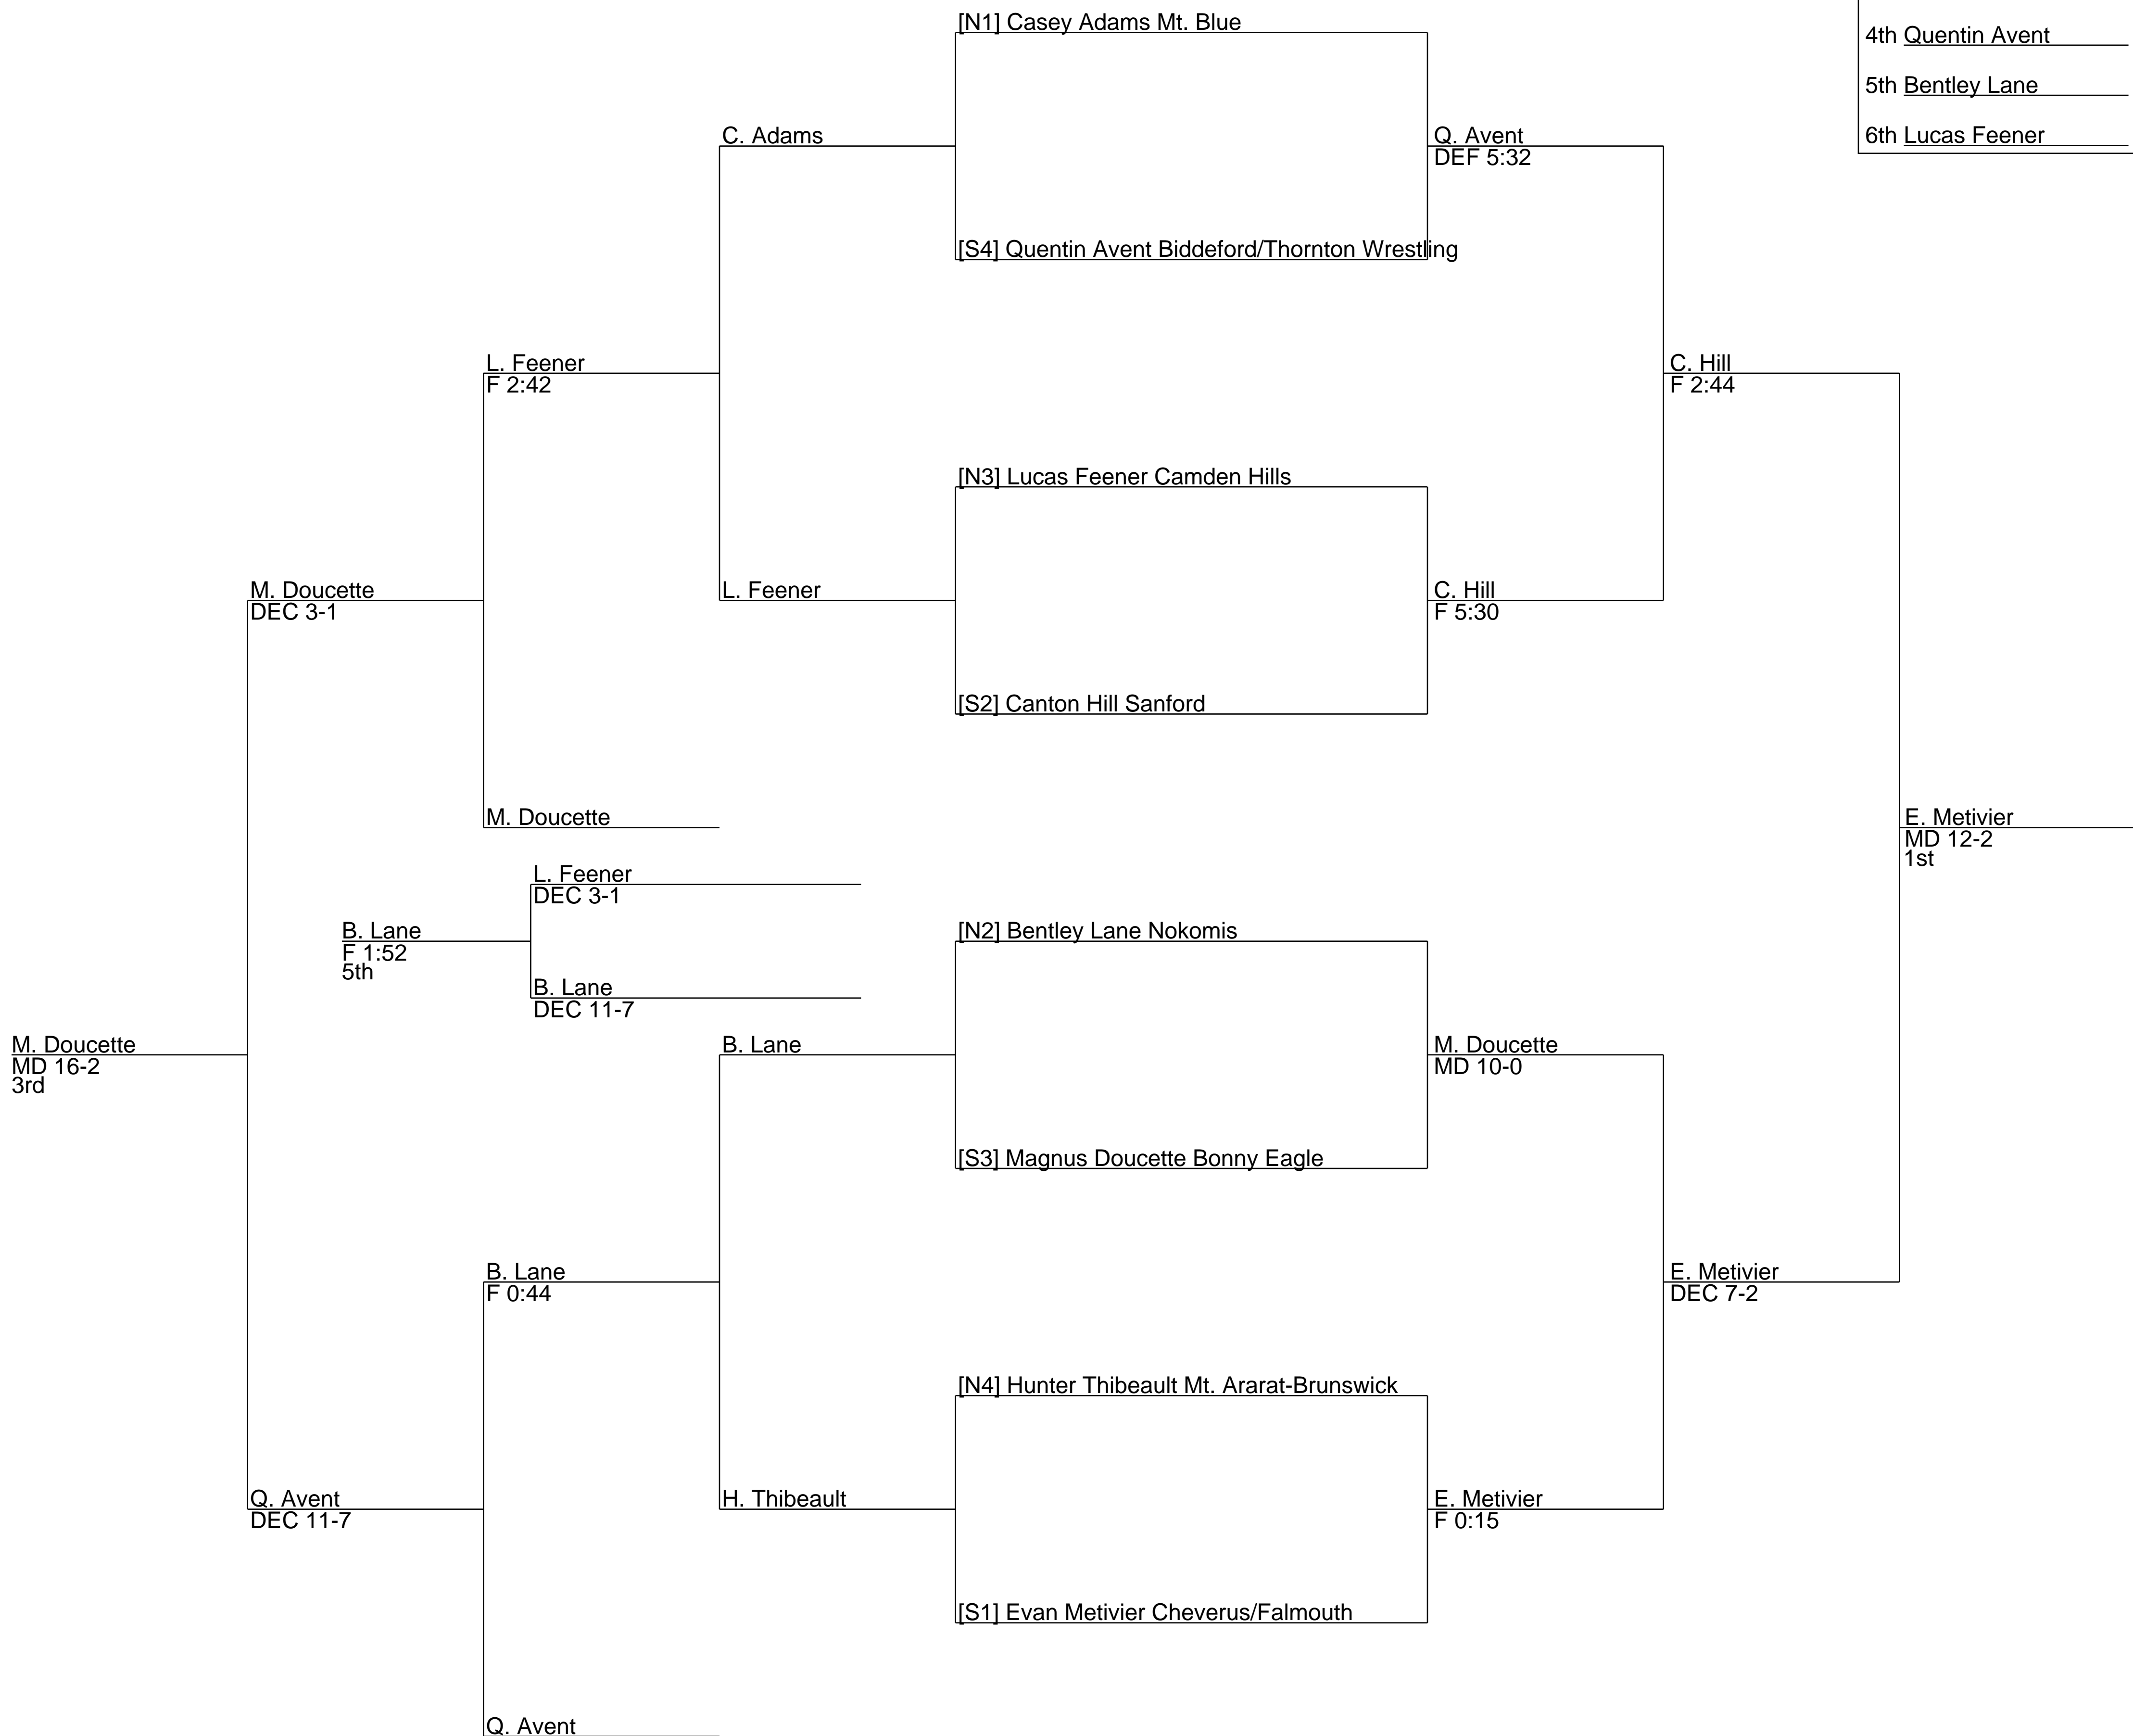 [N1] Casey Adams Mt. Blue
4th Quentin Avent
5th Bentley Lane
6th Lucas Feener
C. Adams
Q. Avent
DEF 5:32
[S4] Quentin Avent Biddeford/Thornton Wrestling
L. Feener
F 2:42
C. Hill
F 2:44
[N3] Lucas Feener Camden Hills
M. Doucette
DEC 3-1
L. Feener
C. Hill
F 5:30
[S2] Canton Hill Sanford
M. Doucette
E. Metivier
MD 12-2
1st
L. Feener
DEC 3-1
B. Lane
F 1:52
5th
[N2] Bentley Lane Nokomis
B. Lane
DEC 11-7
M. Doucette
MD 16-2
3rd
B. Lane
M. Doucette
MD 10-0
[S3] Magnus Doucette Bonny Eagle
B. Lane
F 0:44
E. Metivier
DEC 7-2
[N4] Hunter Thibeault Mt. Ararat-Brunswick
Q. Avent
DEC 11-7
H. Thibeault
E. Metivier
F 0:15
[S1] Evan Metivier Cheverus/Falmouth
Q. Avent